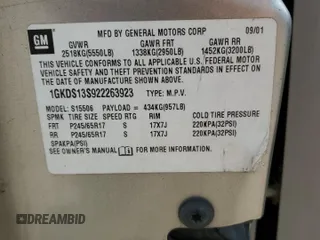 GM
MFD BY GENERAL MOTORS CORP 09/01
GVWR GAWR FRT GAWR RR
2518KG(5550LB) 1338KG(2950LB) 1452KG(3200LB)
THIS VEHICLE CONFORMS TO ALL APPLICABLE U.S. FEDERAL MOTOR
VEHICLE SAFETY AND THEFT PREVENTION STANDARDS IN EFFECT ON THE
DATE OF MANUFACTURE SHOWN ABOVE.
1GKDS13S922263923 TYPE: M.P.V.
MODEL: S15506 PAYLOAD = 434KG(957LB)
SPMK TIRE SIZE SPEED RTG RIM COLD TIRE PRESSURE
FRT P245/65R17 S 17X7J 220KPA(32PSI)
RR P245/65R17 S 17X7J 220KPA(32PSI)
SPA
SEE OWNER'S MANUAL FOR MORE INFORMATION
DREAMBID